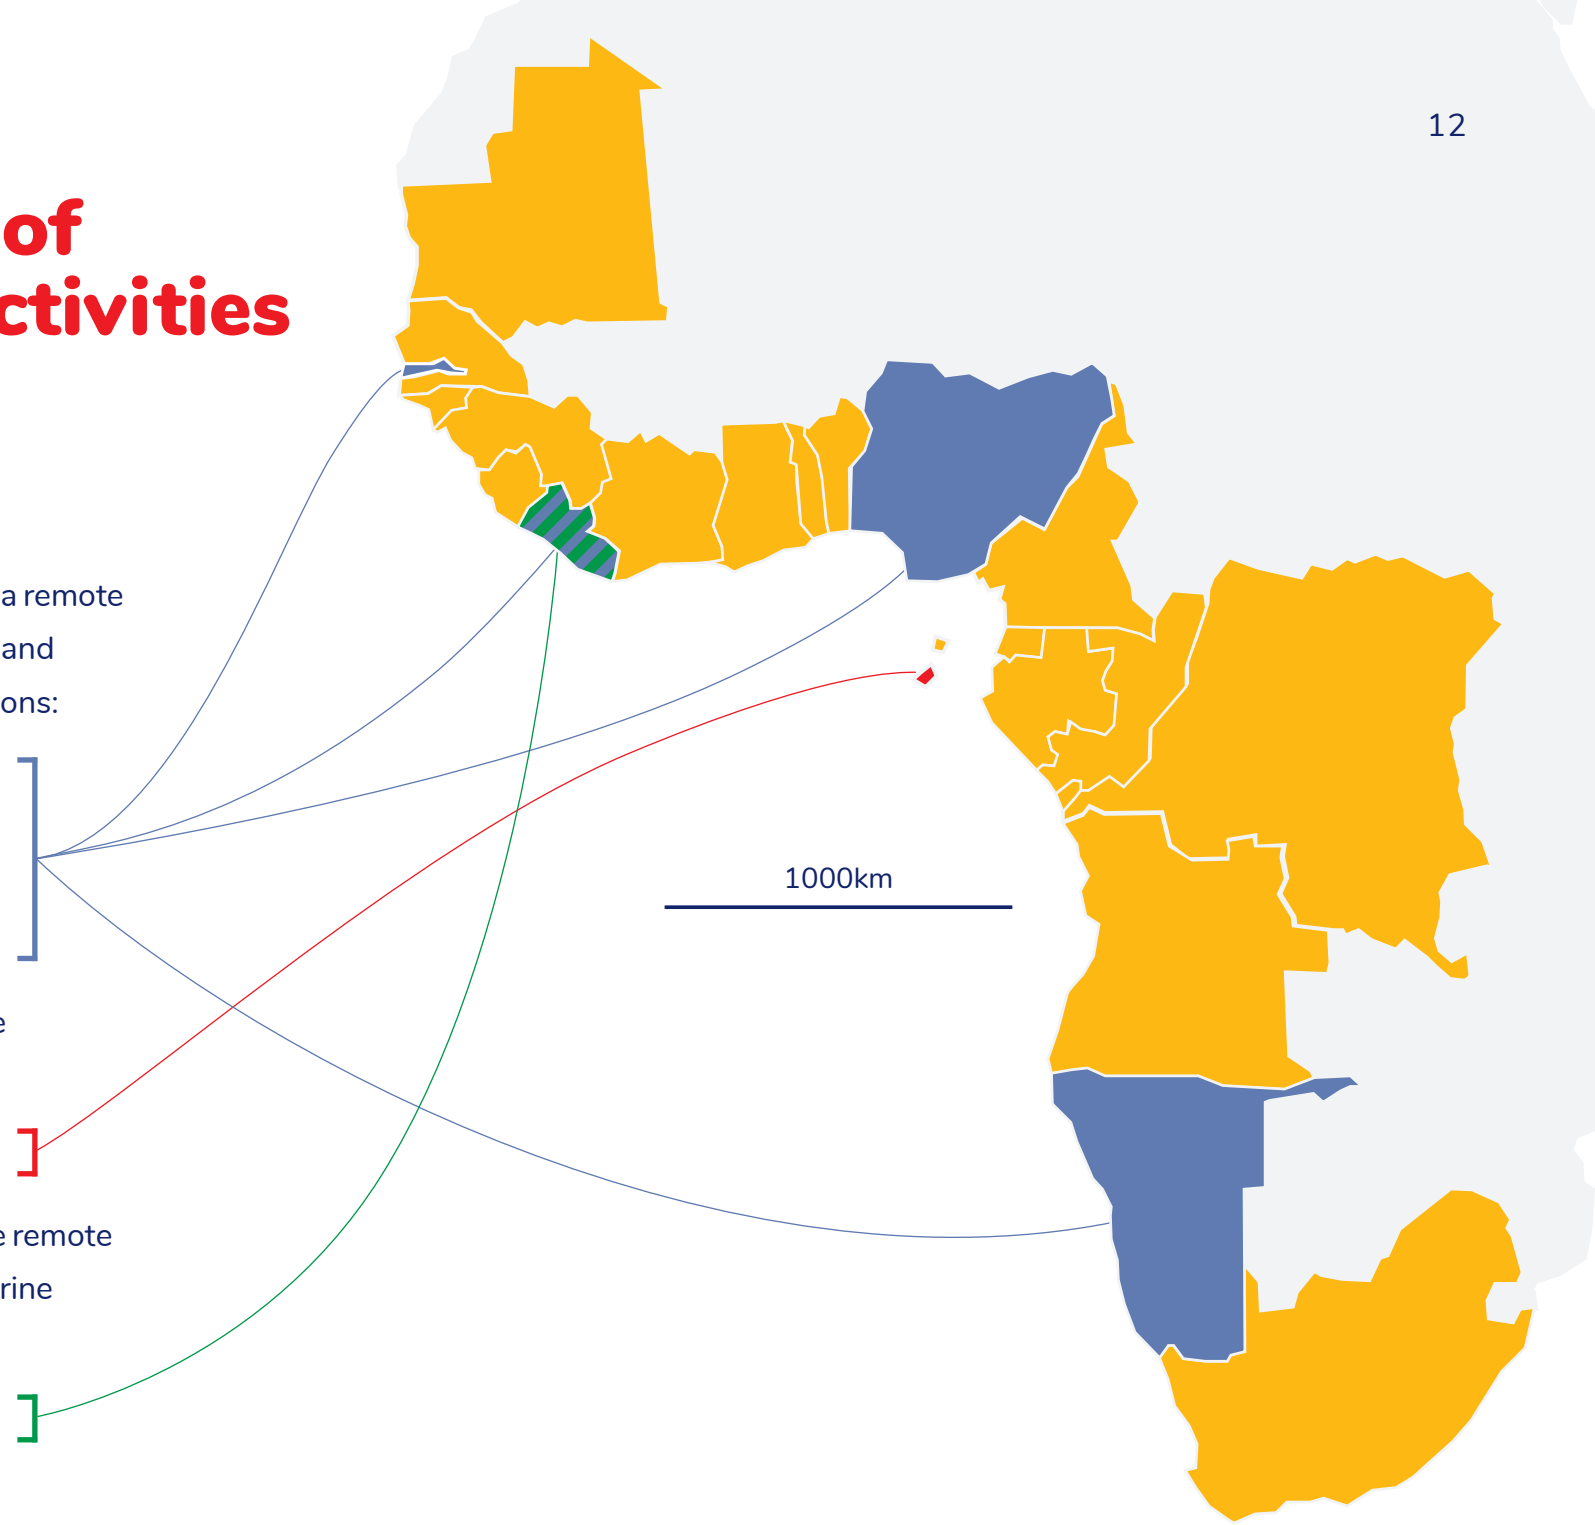 12
of
ctivities
a remote
and
ons:
e
e remote
rine
1000km